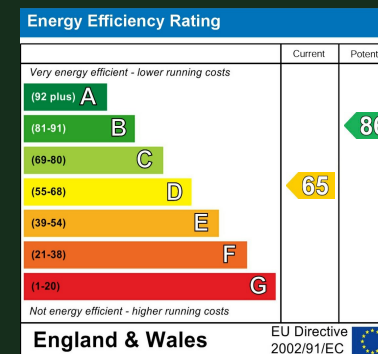 Energy Efficiency Rating
Current Potent
Very energy efficient - lower running costs
(92 plus) A
(81-91) B
86
(69-80) C
(55-68) D
65
(39-54) E
(21-38) F
(1-20) G
Not energy efficient - higher running costs
England & Wales
EU Directive
2002/91/EC